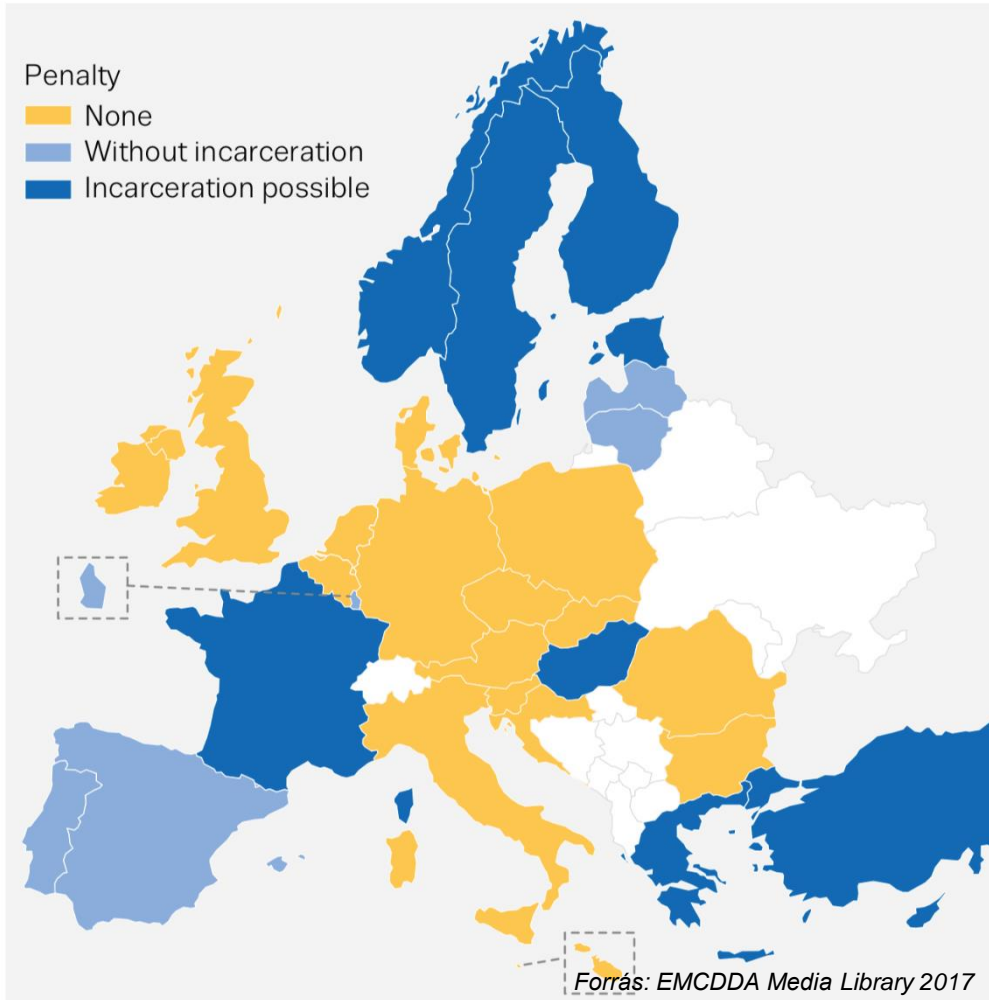 Penalty
None
Without incarceration
Incarceration possible
Forrás: EMCDDA Media Library 2017